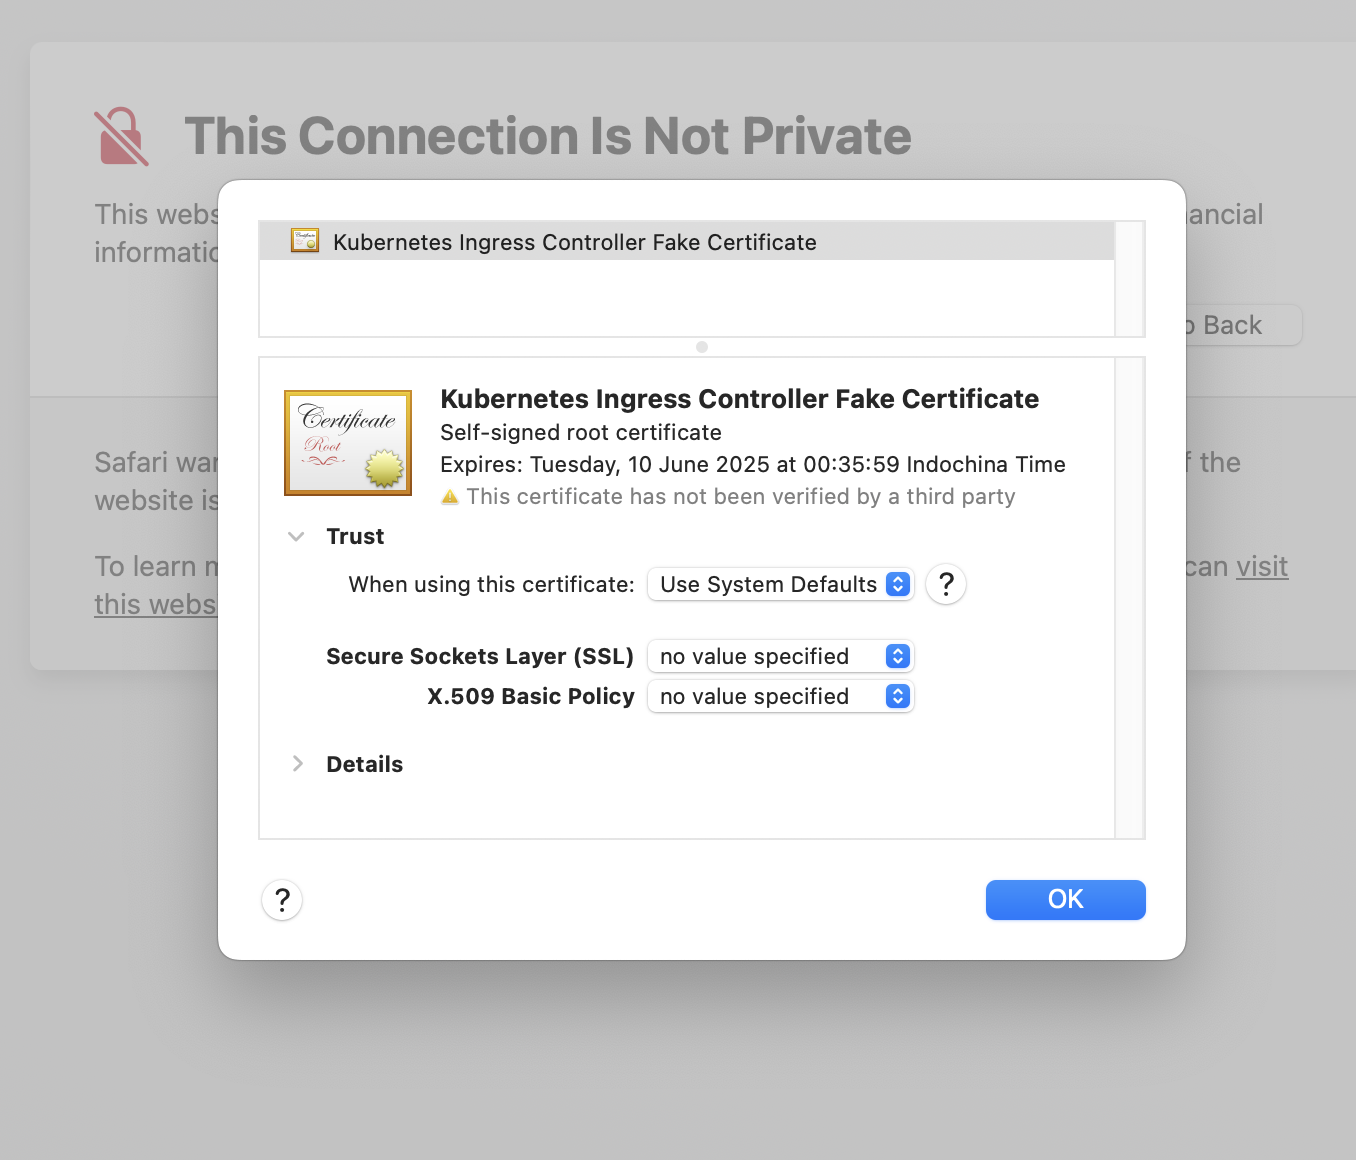 This Connection Is Not Private
This webs
ancial
informatio
o Back
Safari war
f the
website is
To learn m
can visit
this webs
Kubernetes Ingress Controller Fake Certificate
Certificate
Root
Kubernetes Ingress Controller Fake Certificate
Self-signed root certificate
Expires: Tuesday, 10 June 2025 at 00:35:59 Indochina Time
This certificate has not been verified by a third party
Trust
When using this certificate: Use System Defaults ?
Secure Sockets Layer (SSL) no value specified
X.509 Basic Policy no value specified
Details
? OK